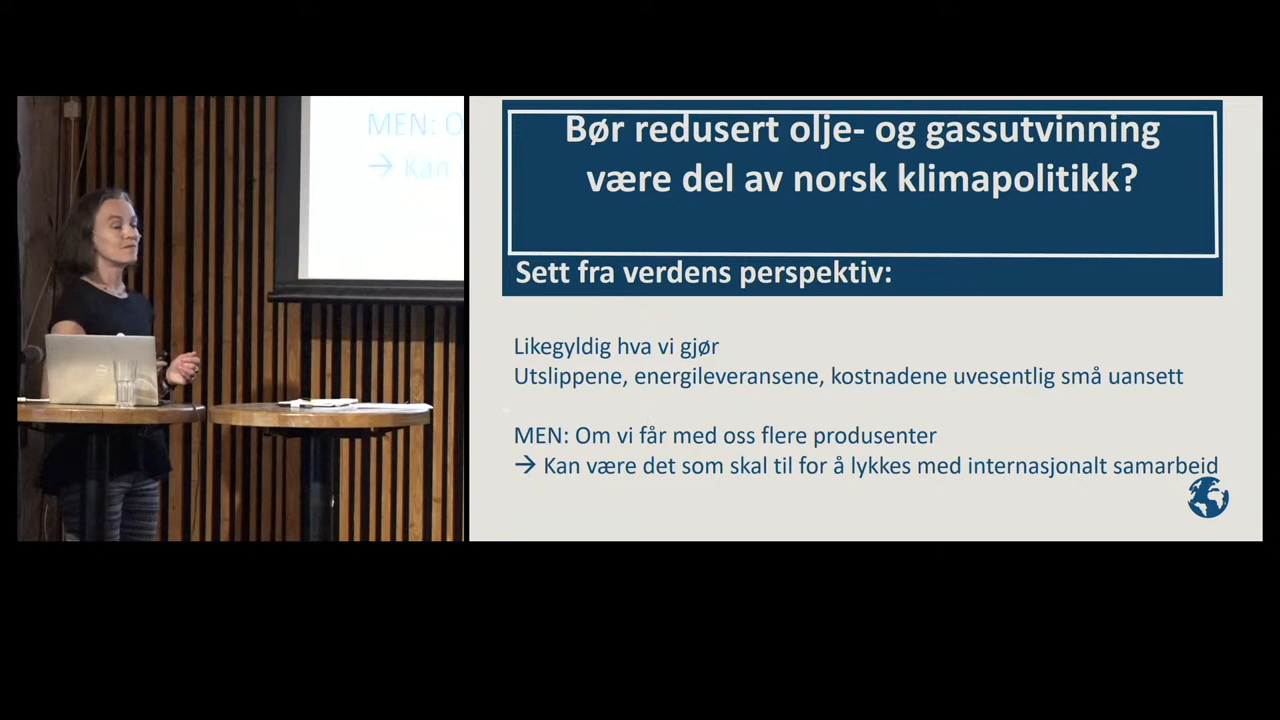 MEN: O
→ Kan
Bør redusert olje- og gassutvinning
være del av norsk klimapolitikk?
Sett fra verdens perspektiv:
Likegyldig hva vi gjør
Utslippene, energileveransene, kostnadene uvesentlig små uansett
MEN: Om vi får med oss flere produsenter
→ Kan være det som skal til for å lykkes med internasjonalt samarbeid